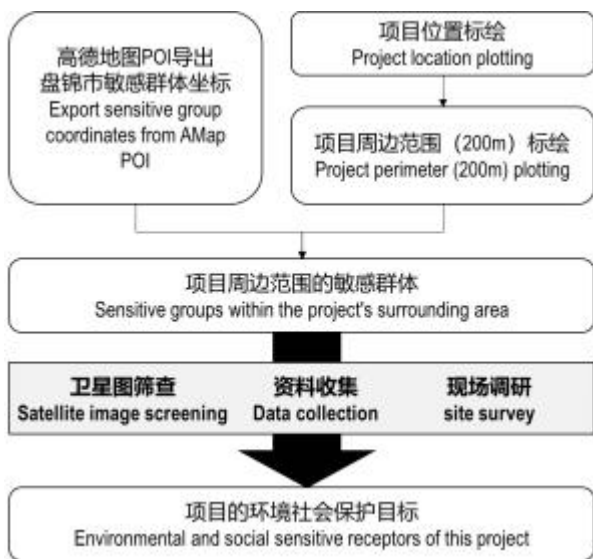 高德地图POI导出
盘锦市敏感群体坐标
Export sensitive group
coordinates from AMap
POI
项目位置标绘
Project location plotting
项目周边范围（200m）标绘
Project perimeter (200m) plotting
项目周边范围的敏感群体
Sensitive groups within the project's surrounding area
卫星图筛查
Satellite image screening
资料收集
Data collection
现场调研
site survey
项目的环境社会保护目标
Environmental and social sensitive receptors of this project